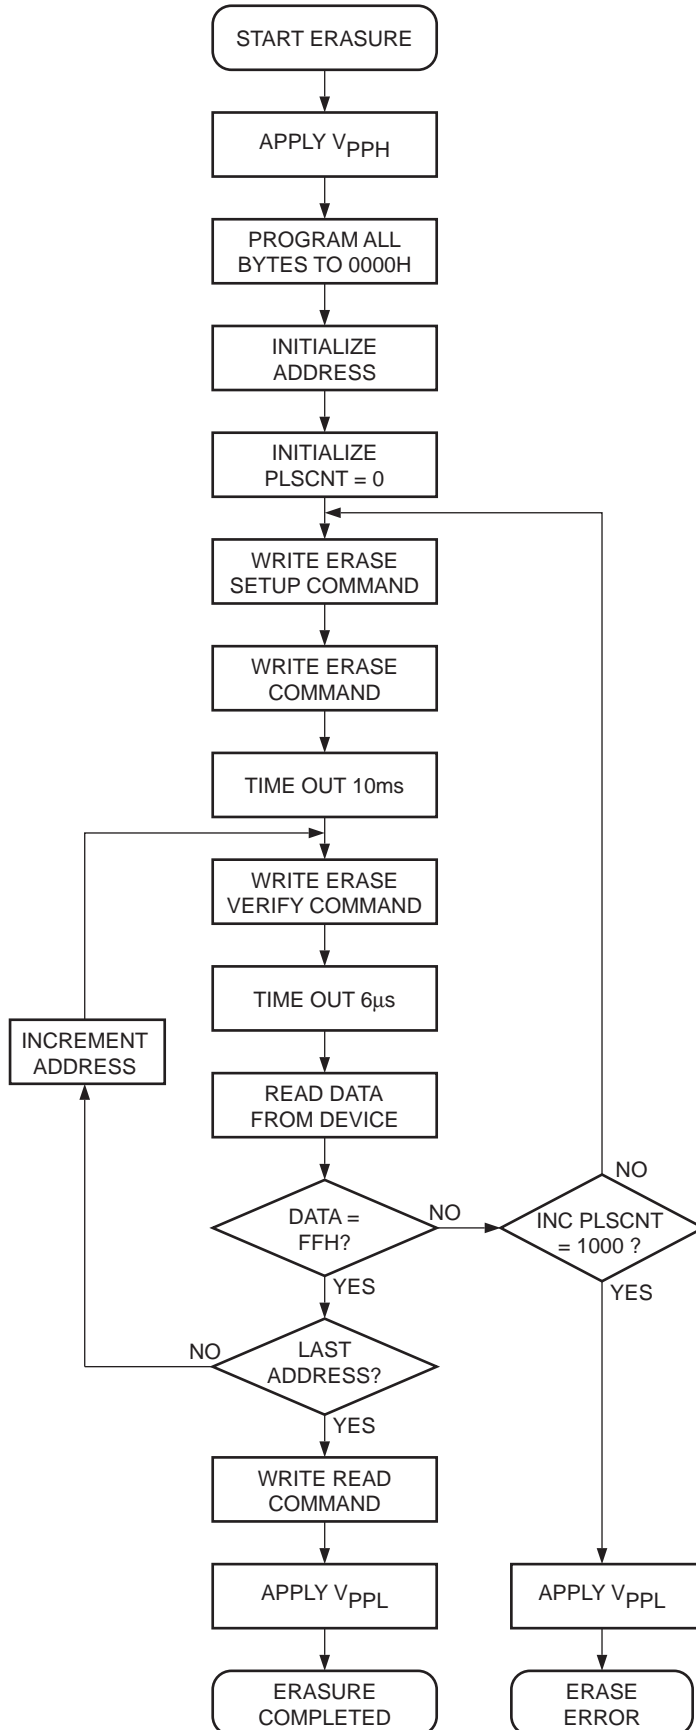 START ERASURE
APPLY VPPH
PROGRAM ALL
BYTES TO 0000H
INITIALIZE
ADDRESS
INITIALIZE
PLSCNT = 0
WRITE ERASE
SETUP COMMAND
WRITE ERASE
COMMAND
TIME OUT 10ms
WRITE ERASE
VERIFY COMMAND
TIME OUT 6µs
INCREMENT
ADDRESS
READ DATA
FROM DEVICE
DATA =
FFH?
NO
YES
INC PLSCNT
= 1000 ?
NO
YES
LAST
ADDRESS?
NO
YES
WRITE READ
COMMAND
APPLY VPPL
APPLY VPPL
ERASURE
COMPLETED
ERASE
ERROR